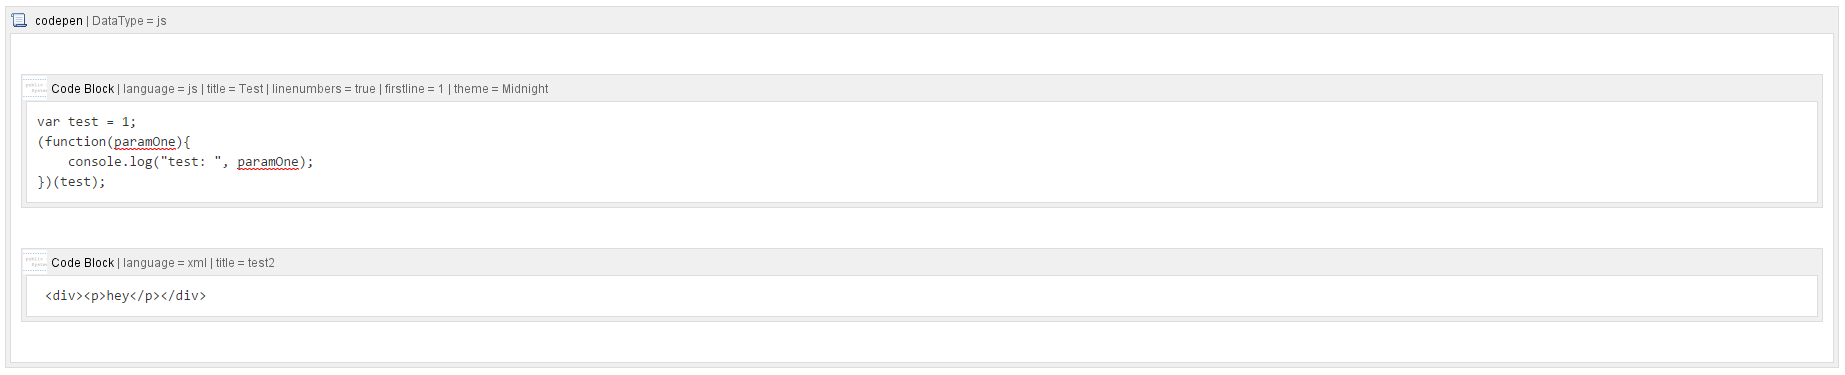 codepen | DataType = js
Code Block | language = js | title = Test | linenumbers = true | firstline = 1 | theme = Midnight
var test = 1;
(function(paramOne){
    console.log("test: ", paramOne);
})(test);
Code Block | language = xml | title = test2
<div><p>hey</p></div>